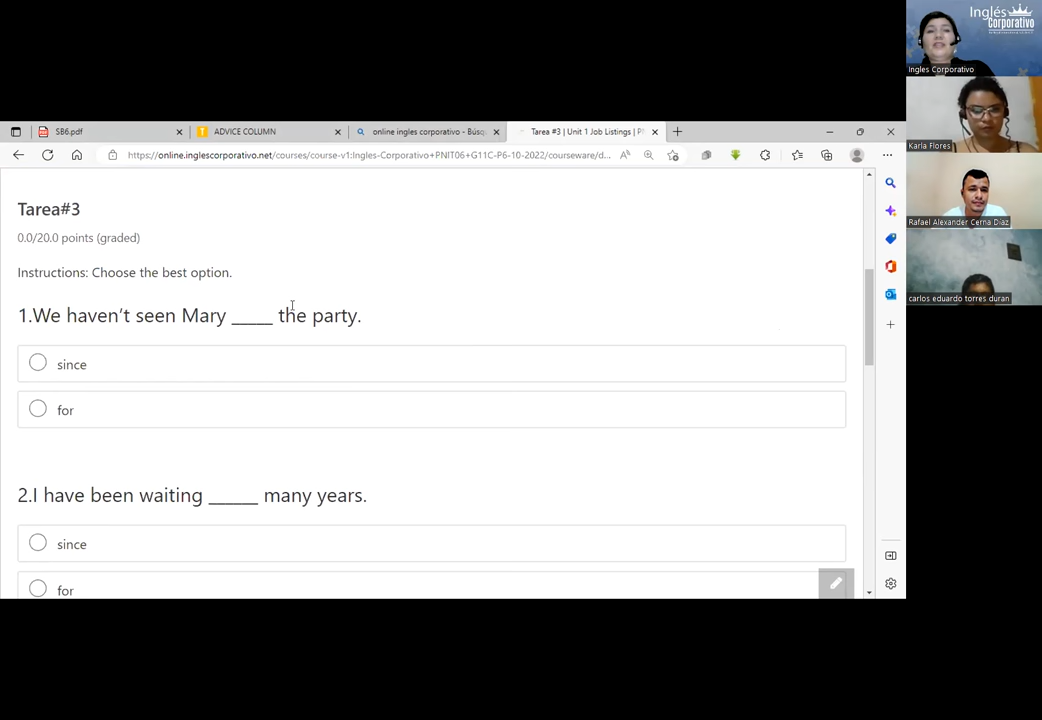 Inglés
Corporativo
Ingles Corporativo
Karla Flores
Rafael Alexander Cerna Diaz
carlos eduardo torres duran
SB6.pdf
ADVICE COLUMN
online ingles corporativo - Búsq
Tarea #3 | Unit 1 Job Listings | P
https://online.inglescorporativo.net/courses/course-v1:Ingles-Corporativo+PNIT06+G11C-P6-10-2022/courseware/d...
Tarea#3
0.0/20.0 points (graded)
Instructions: Choose the best option.
1.We haven't seen Mary _____ the party.
since
for
2.I have been waiting ______ many years.
since
for